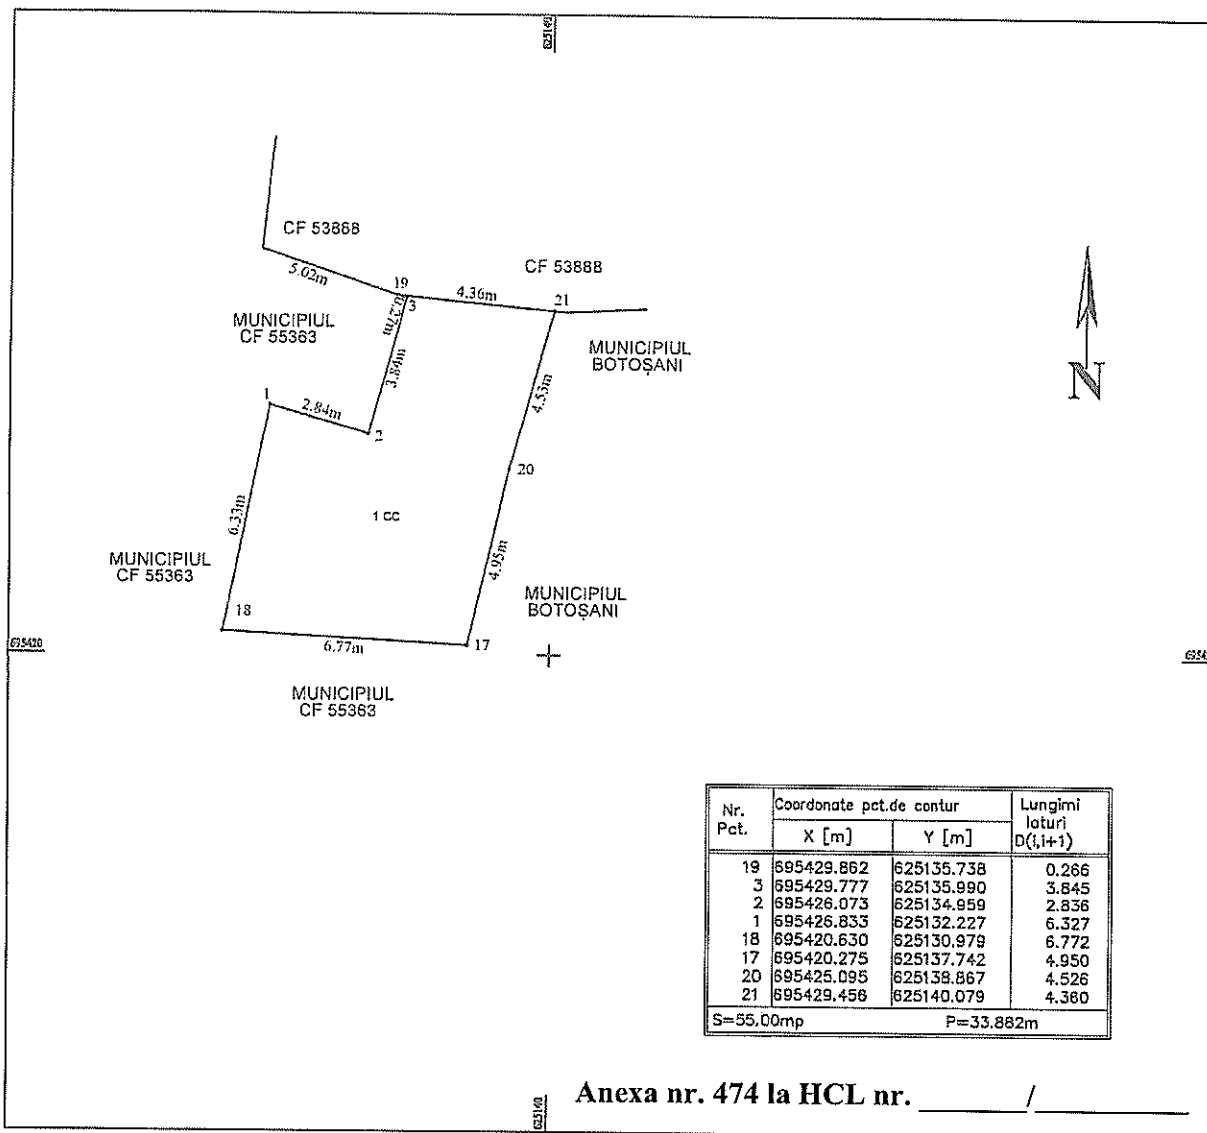 625140
CF 53888
CF 53888
5.02m
19
3
4.36m
21
MUNICIPIUL
CF 55363
MUNICIPIUL
BOTOȘANI
3.84m
4.53m
N
1
2.84m
2
20
6.33m
1 CC
4.95m
MUNICIPIUL
CF 55363
MUNICIPIUL
BOTOȘANI
18
6.77m
17
695420
MUNICIPIUL
CF 55363
Nr. Pct. Coordonate pct.de contur Lungimi laturi D(i,i+1)
X [m] Y [m]
19 695429.862 625135.738 0.266
3 695429.777 625135.990 3.845
2 695426.073 625134.959 2.836
1 695426.833 625132.227 6.327
18 695420.630 625130.979 6.772
17 695420.275 625137.742 4.950
20 695425.095 625138.867 4.526
21 695429.456 625140.079 4.360
S=55,00mp P=33.882m
625140
Anexa nr. 474 la HCL nr. ______/__________